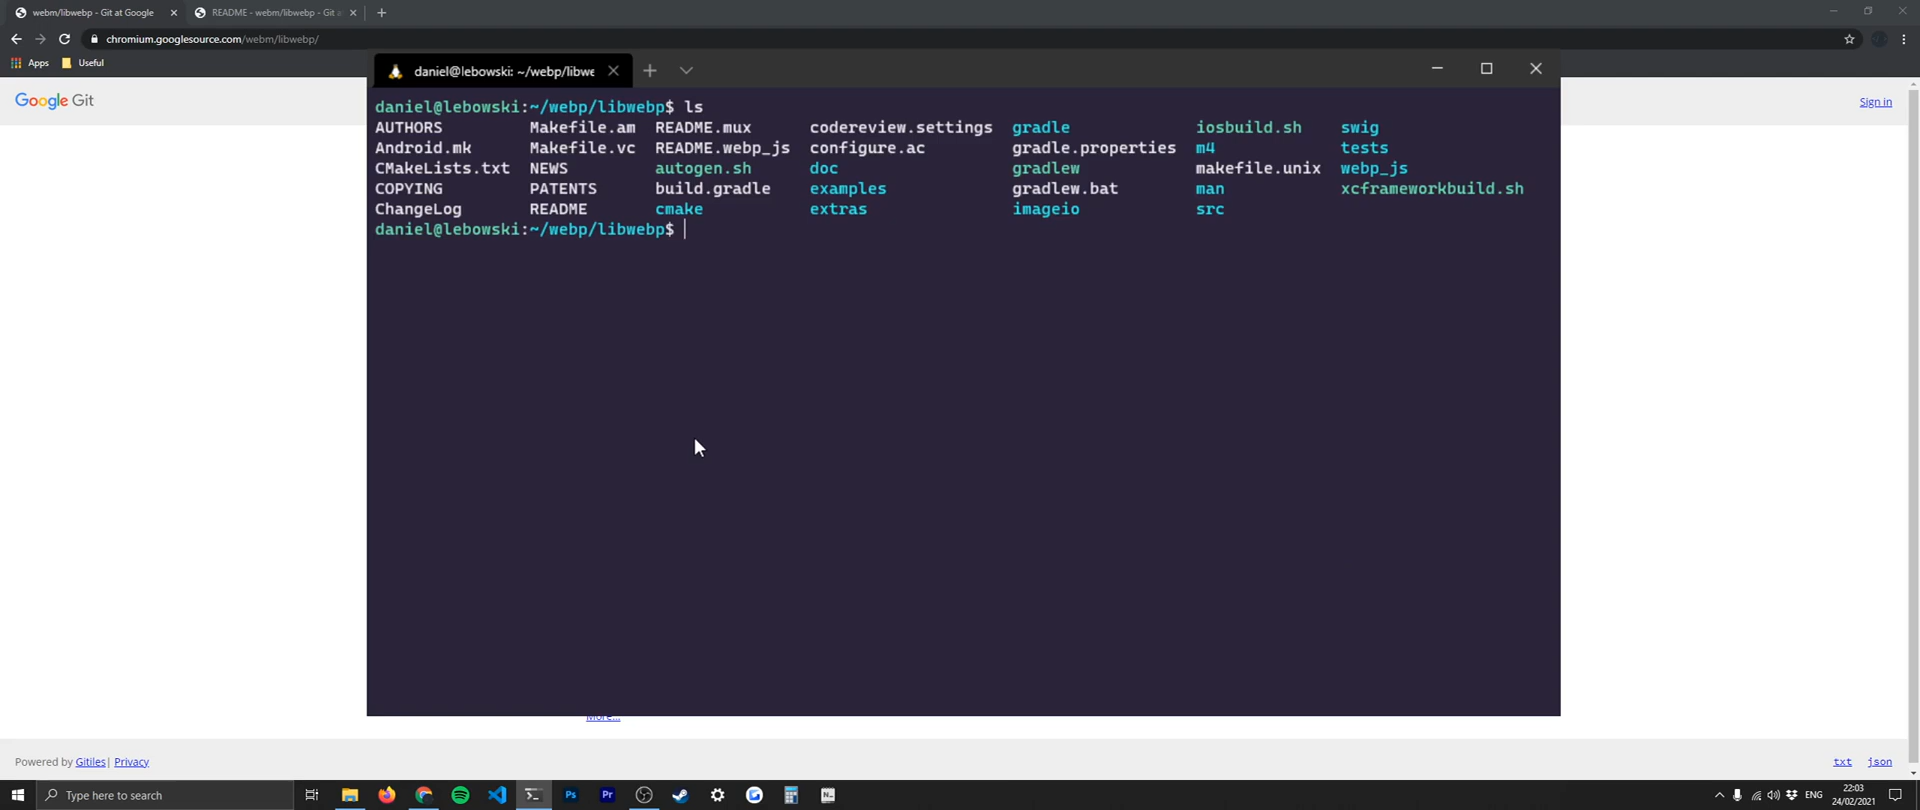 webm/libwebp - Git at Google
README - webm/libwebp - Git
chromium.googlesource.com/webm/libwebp/
Apps Useful
Google Git
Sign in
daniel@lebowski: ~/webp/libwe
daniel@lebowski:~/webp/libwebp$ ls
AUTHORS Makefile.am README.mux codereview.settings gradle iosbuild.sh swig
Android.mk Makefile.vc README.webp_js configure.ac gradle.properties m4 tests
CMakeLists.txt NEWS autogen.sh doc gradlew makefile.unix webp_js
COPYING PATENTS build.gradle examples gradlew.bat man xcframeworkbuild.sh
ChangeLog README cmake extras imageio src
daniel@lebowski:~/webp/libwebp$
More...
Powered by Gitiles| Privacy
txt json
Type here to search
Ps
Pr
ENG
22:03
24/02/2021